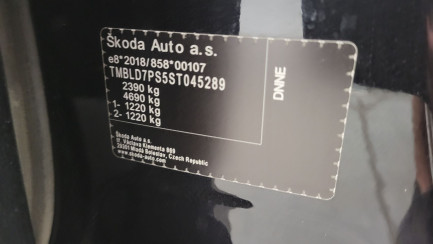 Škoda Auto a.s.
e8*2018/858*00107
TMBLD7PS5ST045289
2390 kg
4690 kg
1- 1220 kg
2- 1220 kg
DNNE
Škoda Auto a.s.
tř. Václava Klementa 869
29301 Mladá Boleslav, Czech Republic
www.skoda-auto.com